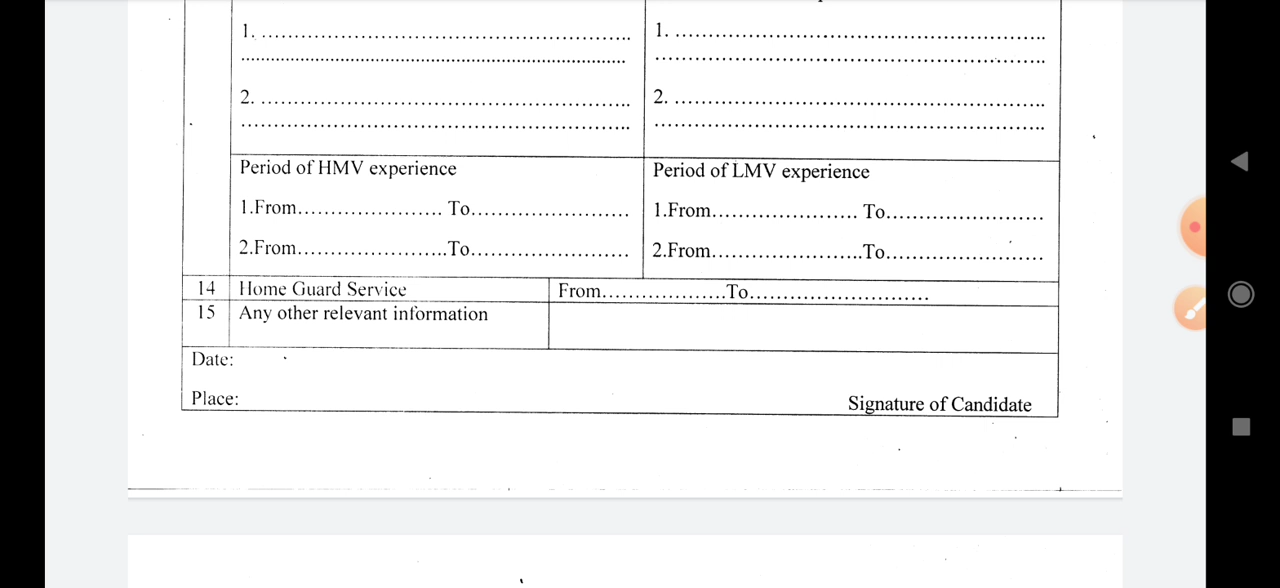 1. ........................................................ 1. ........................................................
.......................................................... ...........................................................
2. ........................................................ 2. ........................................................
........................................................... ...........................................................
Period of HMV experience Period of LMV experience
1.From...................... To........................ 1.From...................... To........................
2.From.......................To........................ 2.From.......................To........................
14 Home Guard Service From...................To...........................
15 Any other relevant information
Date:
Place: Signature of Candidate